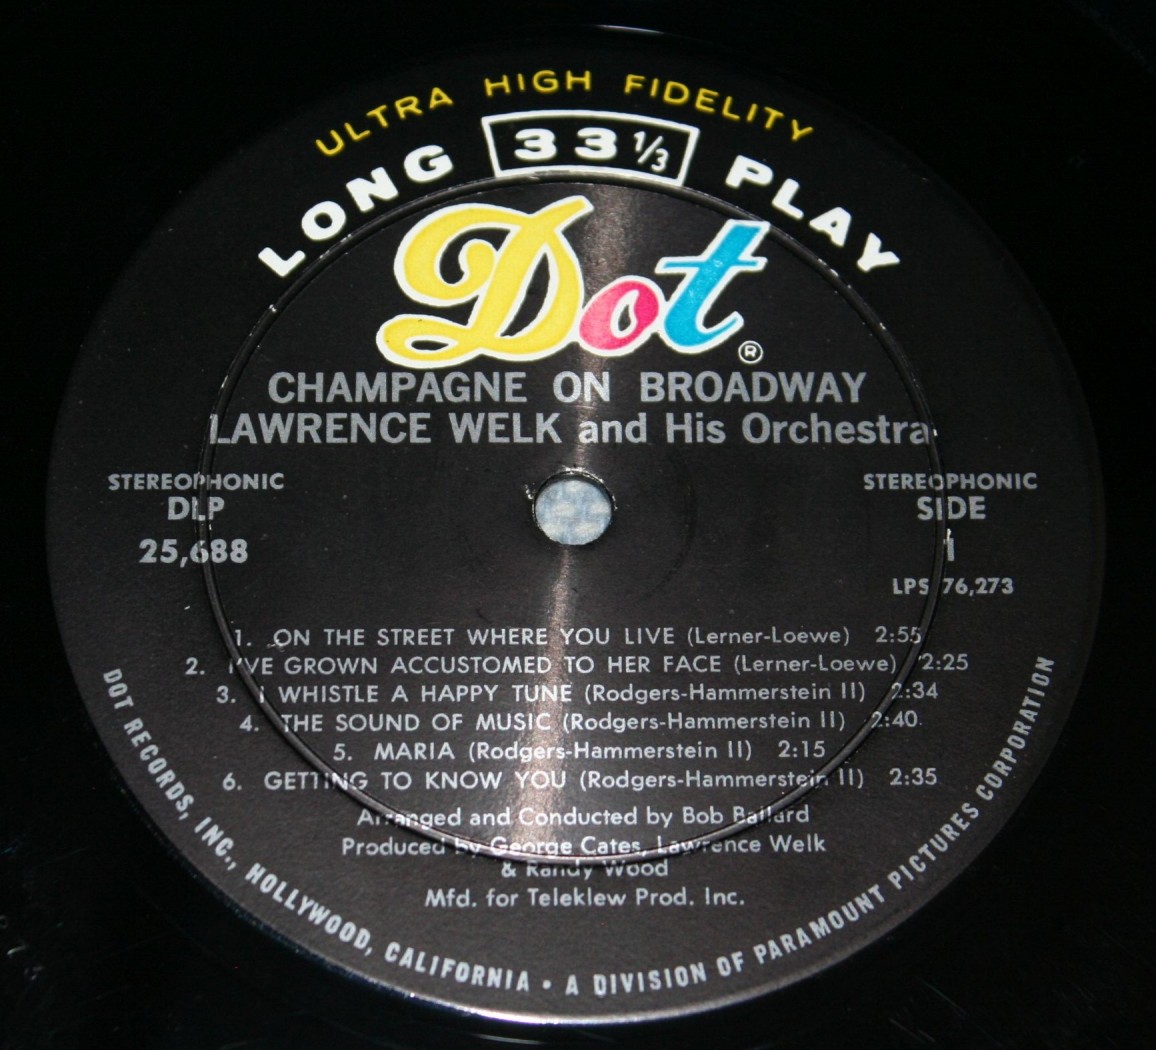 ULTRA HIGH FIDELITY
LONG 33 1/3 PLAY
Dot®
CHAMPAGNE ON BROADWAY
LAWRENCE WELK and His Orchestra
STEREOPHONIC
DLP
25,688
STEREOPHONIC
SIDE
1
LPS 76,273
1. ON THE STREET WHERE YOU LIVE (Lerner-Loewe) 2:55
2. I'VE GROWN ACCUSTOMED TO HER FACE (Lerner-Loewe) 2:25
3. I WHISTLE A HAPPY TUNE (Rodgers-Hammerstein II) 2:34
4. THE SOUND OF MUSIC (Rodgers-Hammerstein II) 2:40
5. MARIA (Rodgers-Hammerstein II) 2:15
6. GETTING TO KNOW YOU (Rodgers-Hammerstein II) 2:35
Arranged and Conducted by Bob Ballard
Produced by George Cates, Lawrence Welk
& Randy Wood
Mfd. for Teleklew Prod. Inc.
DOT RECORDS, INC., HOLLYWOOD, CALIFORNIA • A DIVISION OF PARAMOUNT PICTURES CORPORATION